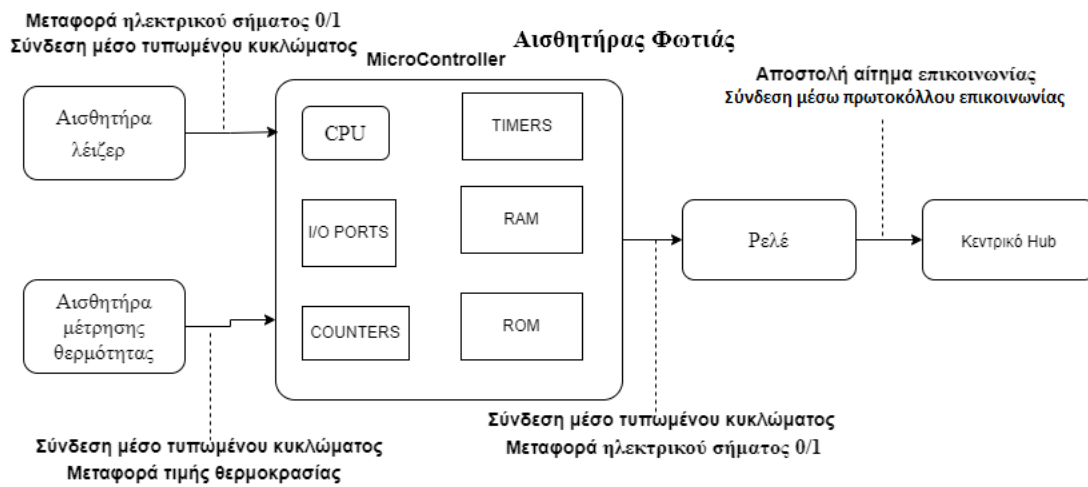 Μεταφορά ηλεκτρικού σήματος 0/1
Σύνδεση μέσο τυπωμένου κυκλώματος
Αισθητήρας Φωτιάς
MicroController
Αποστολή αίτημα επικοινωνίας
Σύνδεση μέσω πρωτοκόλλου επικοινωνίας
Αισθητήρα
λέιζερ
CPU
TIMERS
I/O PORTS
RAM
Ρελέ
Κεντρικό Hub
Αισθητήρα
μέτρησης
θερμότητας
COUNTERS
ROM
Σύνδεση μέσο τυπωμένου κυκλώματος
Μεταφορά ηλεκτρικού σήματος 0/1
Σύνδεση μέσο τυπωμένου κυκλώματος
Μεταφορά τιμής θερμοκρασίας